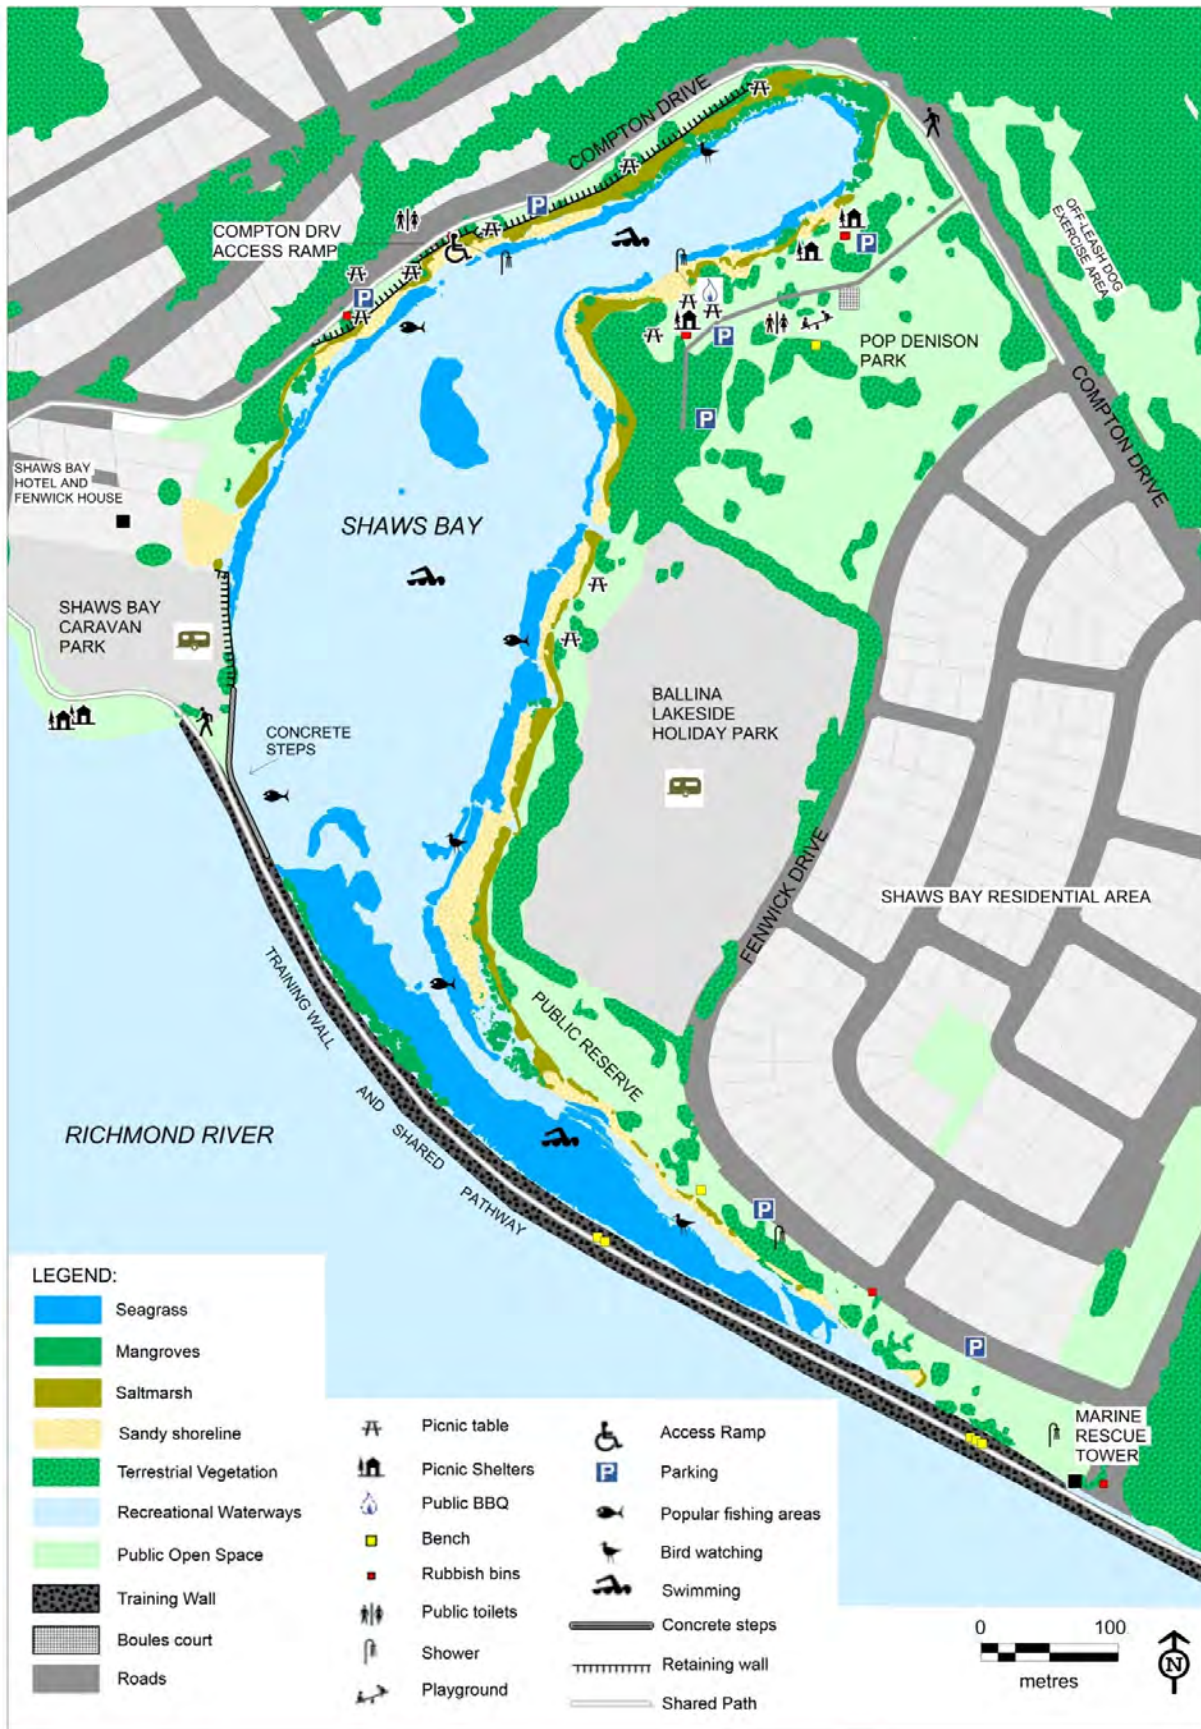 COMPTON DRIVE
COMPTON DRV
ACCESS RAMP
P
P
P
P
P
OFF-LEASH DOG
EXERCISE AREA
POP DENISON
PARK
COMPTON DRIVE
SHAWS BAY
HOTEL AND
FENWICK HOUSE
SHAWS BAY
SHAWS BAY
CARAVAN
PARK
CONCRETE
STEPS
BALLINA
LAKESIDE
HOLIDAY PARK
FENWICK DRIVE
SHAWS BAY RESIDENTIAL AREA
TRAINING WALL
AND SHARED
PATHWAY
PUBLIC RESERVE
RICHMOND RIVER
P
P
MARINE
RESCUE
TOWER
LEGEND:
Seagrass
Mangroves
Saltmarsh
Sandy shoreline
Terrestrial Vegetation
Recreational Waterways
Public Open Space
Training Wall
Boules court
Roads
Picnic table
Picnic Shelters
Public BBQ
Bench
Rubbish bins
Public toilets
Shower
Playground
Access Ramp
P
Parking
Popular fishing areas
Bird watching
Swimming
Concrete steps
Retaining wall
Shared Path
0 100
metres
N